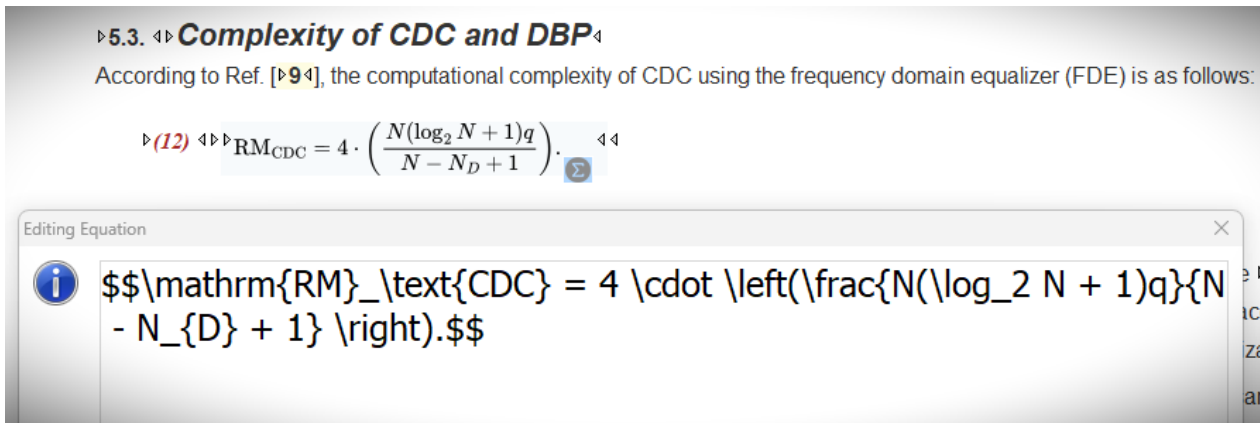 5.3. Complexity of CDC and DBP
According to Ref. [9], the computational complexity of CDC using the frequency domain equalizer (FDE) is as follows:
(12) RM_CDC = 4 · ( N(log₂ N + 1)q / N − N_D + 1 ).
Σ
Editing Equation
$$\mathrm{RM}_\text{CDC} = 4 \cdot \left(\frac{N(\log_2 N + 1)q}{N
- N_{D} + 1} \right).$$